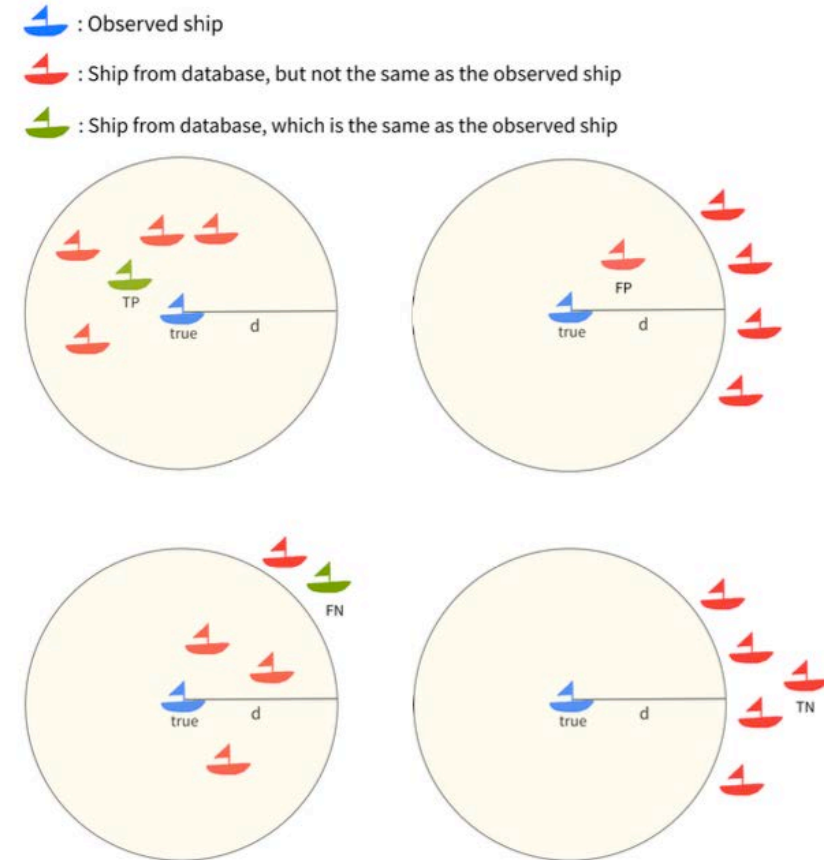 : Observed ship
: Ship from database, but not the same as the observed ship
: Ship from database, which is the same as the observed ship
TP
true
d
FP
true
d
FN
true
d
true
d
TN